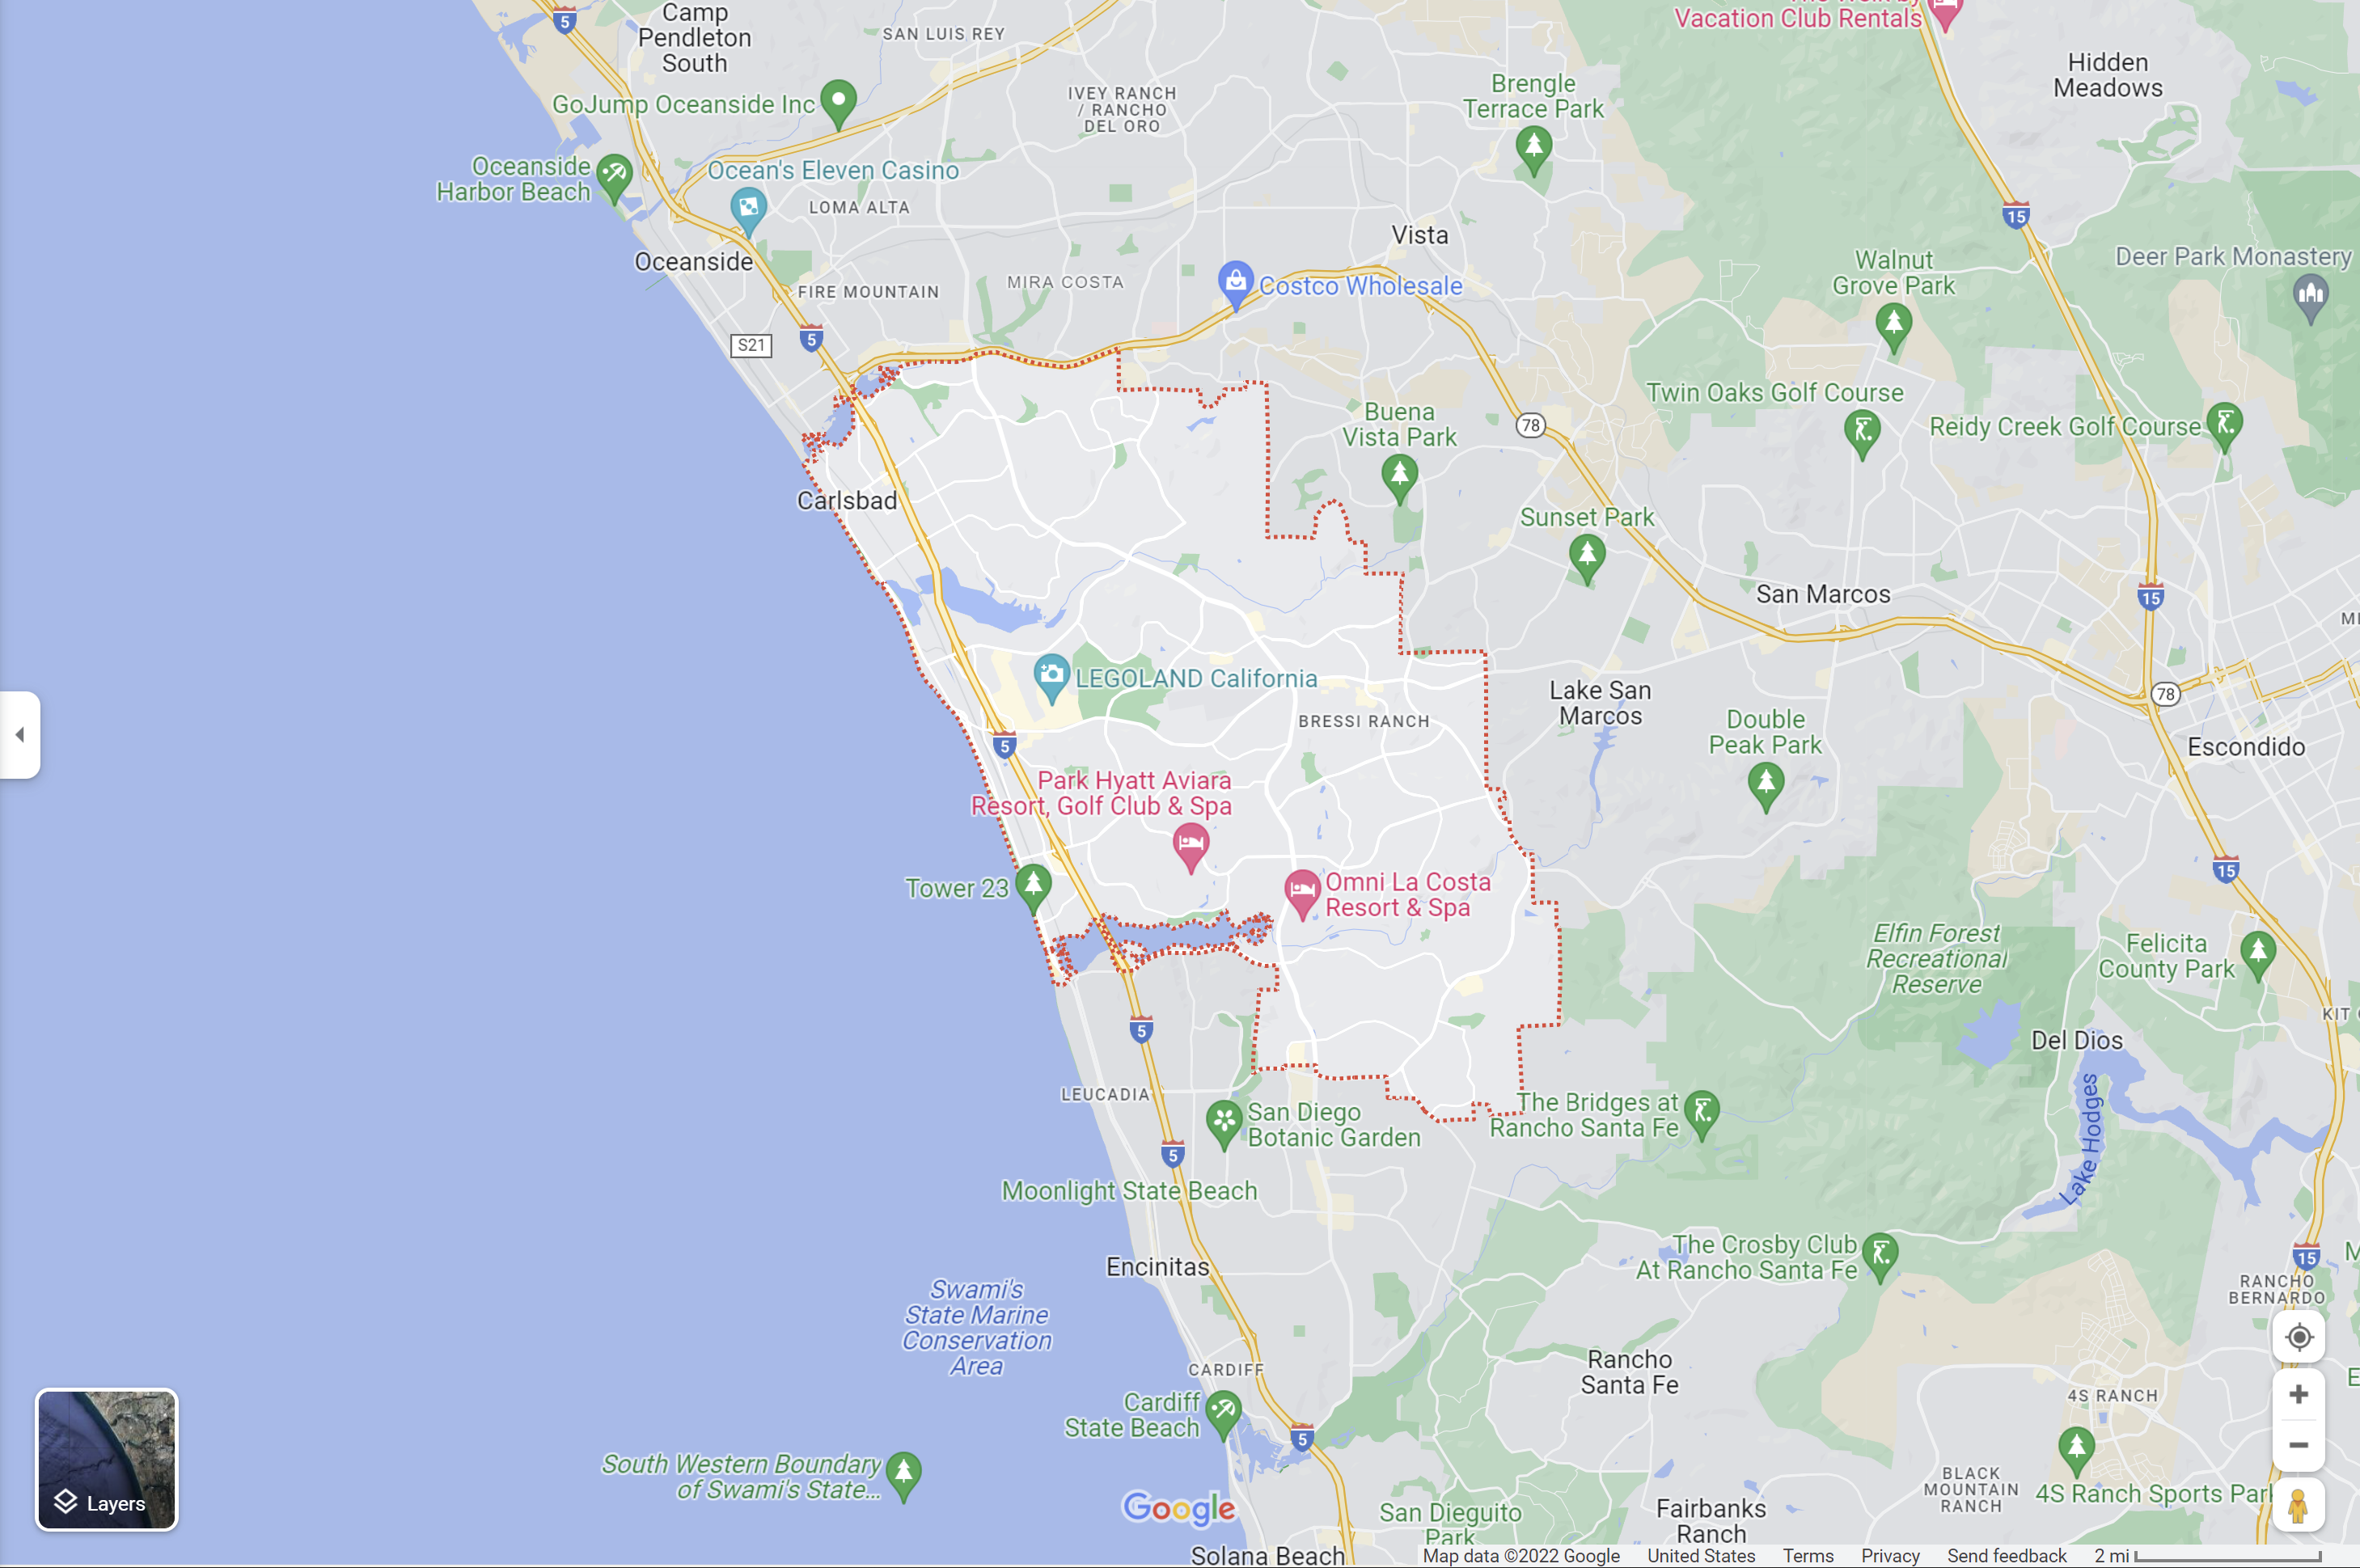 The Welk by
Vacation Club Rentals
5
Camp
Pendleton
South
SAN LUIS REY
Hidden
Meadows
GoJump Oceanside Inc
IVEY RANCH
/ RANCHO
DEL ORO
Brengle
Terrace Park
Oceanside
Harbor Beach
Ocean's Eleven Casino
LOMA ALTA
15
Vista
Oceanside
Walnut
Grove Park
Deer Park Monastery
FIRE MOUNTAIN
MIRA COSTA
Costco Wholesale
S21
5
Twin Oaks Golf Course
Buena
Vista Park
78
Reidy Creek Golf Course
Carlsbad
Sunset Park
San Marcos
15
LEGOLAND California
BRESSI RANCH
Lake San
Marcos
78
Double
Peak Park
5
Escondido
Park Hyatt Aviara
Resort, Golf Club & Spa
Tower 23
Omni La Costa
Resort & Spa
15
Elfin Forest
Recreational
Reserve
Felicita
County Park
KIT
5
Del Dios
LEUCADIA
San Diego
Botanic Garden
The Bridges at
Rancho Santa Fe
Lake Hodges
5
Moonlight State Beach
Encinitas
The Crosby Club
At Rancho Santa Fe
15
RANCHO
BERNARDO
Swami's
State Marine
Conservation
Area
CARDIFF
Rancho
Santa Fe
4S RANCH
Cardiff
State Beach
5
South Western Boundary
of Swami's State...
BLACK
MOUNTAIN
RANCH
4S Ranch Sports Park
Layers
Google
San Dieguito
Park
Fairbanks
Ranch
Solana Beach
Map data ©2022 Google United States Terms Privacy Send feedback 2 mi